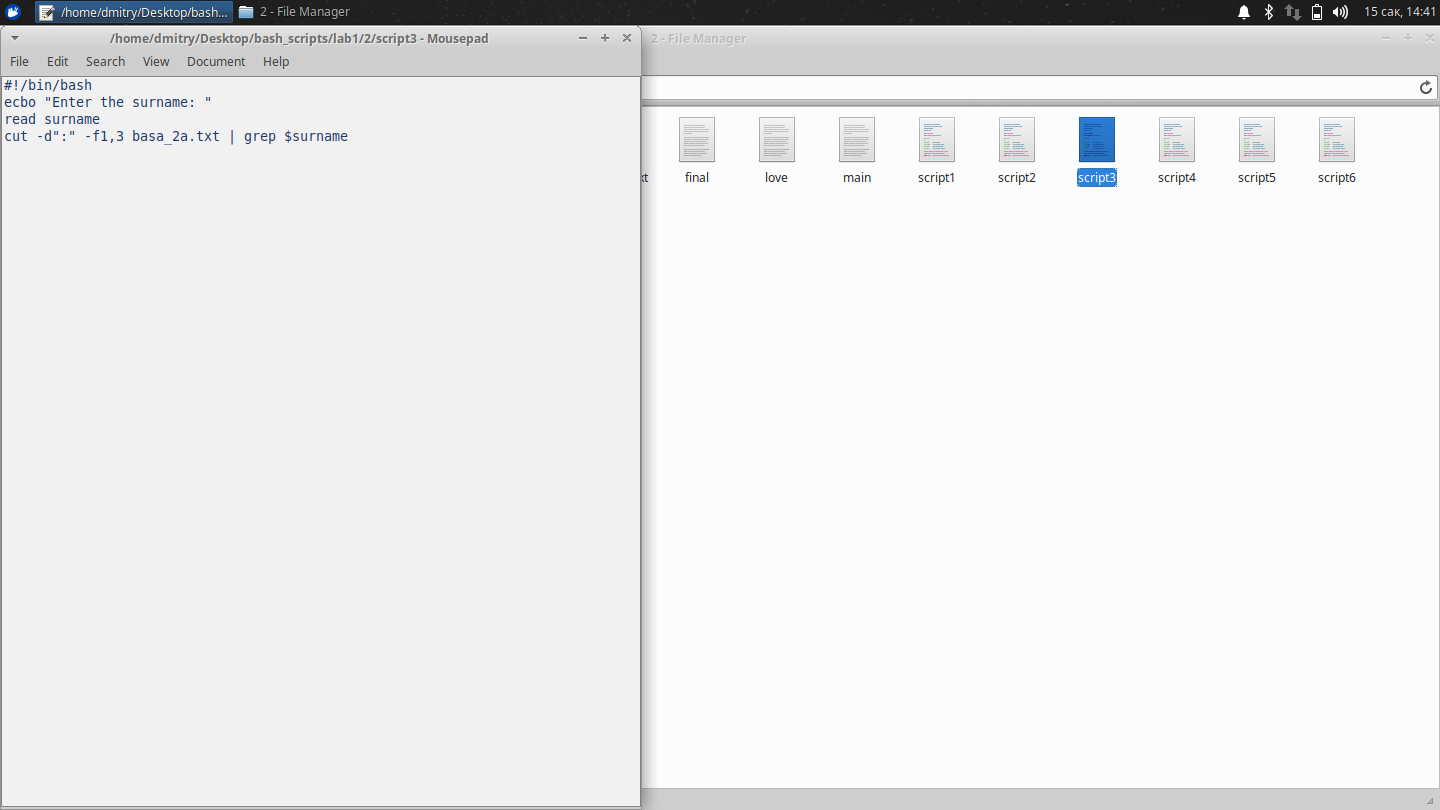 /home/dmitry/Desktop/bash... 2 - File Manager 15 сак, 14:41
/home/dmitry/Desktop/bash_scripts/lab1/2/script3 - Mousepad
2 - File Manager
File Edit Search View Document Help
#!/bin/bash
ecbo "Enter the surname: "
read surname
cut -d":" -f1,3 basa_2a.txt | grep $surname
xt final love main script1 script2 script3 script4 script5 script6